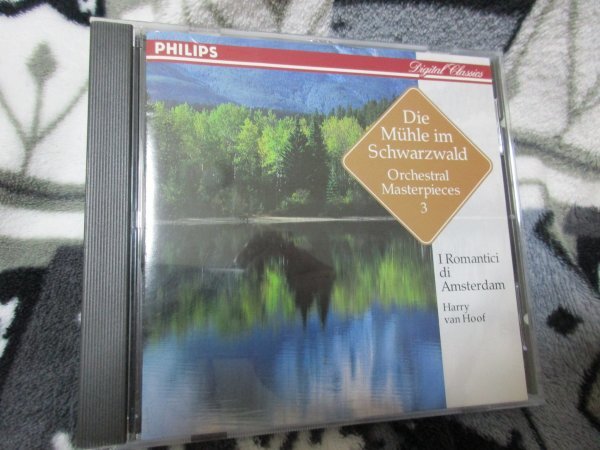 PHILIPS
Digital Classics
Die
Mühle im
Schwarzwald
Orchestral
Masterpieces
3
I Romantici
di
Amsterdam
Harry
van Hoof